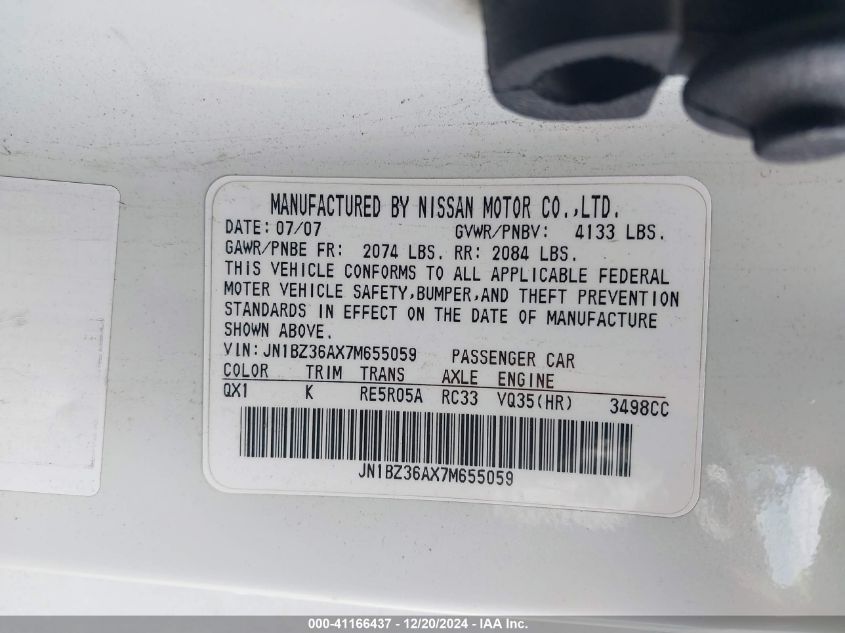 MANUFACTURED BY NISSAN MOTOR CO.,LTD.
DATE: 07/07 GVWR/PNBV: 4133 LBS.
GAWR/PNBE FR: 2074 LBS. RR: 2084 LBS.
THIS VEHICLE CONFORMS TO ALL APPLICABLE FEDERAL
MOTER VEHICLE SAFETY,BUMPER,AND THEFT PREVENTION
STANDARDS IN EFFECT ON THE DATE OF MANUFACTURE
SHOWN ABOVE.
VIN:JN1BZ36AX7M655059 PASSENGER CAR
COLOR TRIM TRANS AXLE ENGINE
QX1 K RE5R05A RC33 VQ35(HR) 3498CC
JN1BZ36AX7M655059
000-41166437 - 12/20/2024 - IAA Inc.